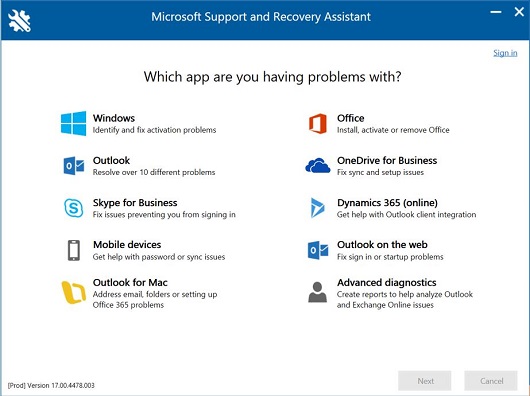 Microsoft Support and Recovery Assistant
Sign in
Which app are you having problems with?
Windows
Identify and fix activation problems
Office
Install, activate or remove Office
Outlook
Resolve over 10 different problems
OneDrive for Business
Fix sync and setup issues
Skype for Business
Fix issues preventing you from signing in
Dynamics 365 (online)
Get help with Outlook client integration
Mobile devices
Get help with password or sync issues
Outlook on the web
Fix sign in or startup problems
Outlook for Mac
Address email, folders or setting up
Office 365 problems
Advanced diagnostics
Create reports to help analyze Outlook
and Exchange Online issues
Next
Cancel
[Prod] Version 17.00.4478.003